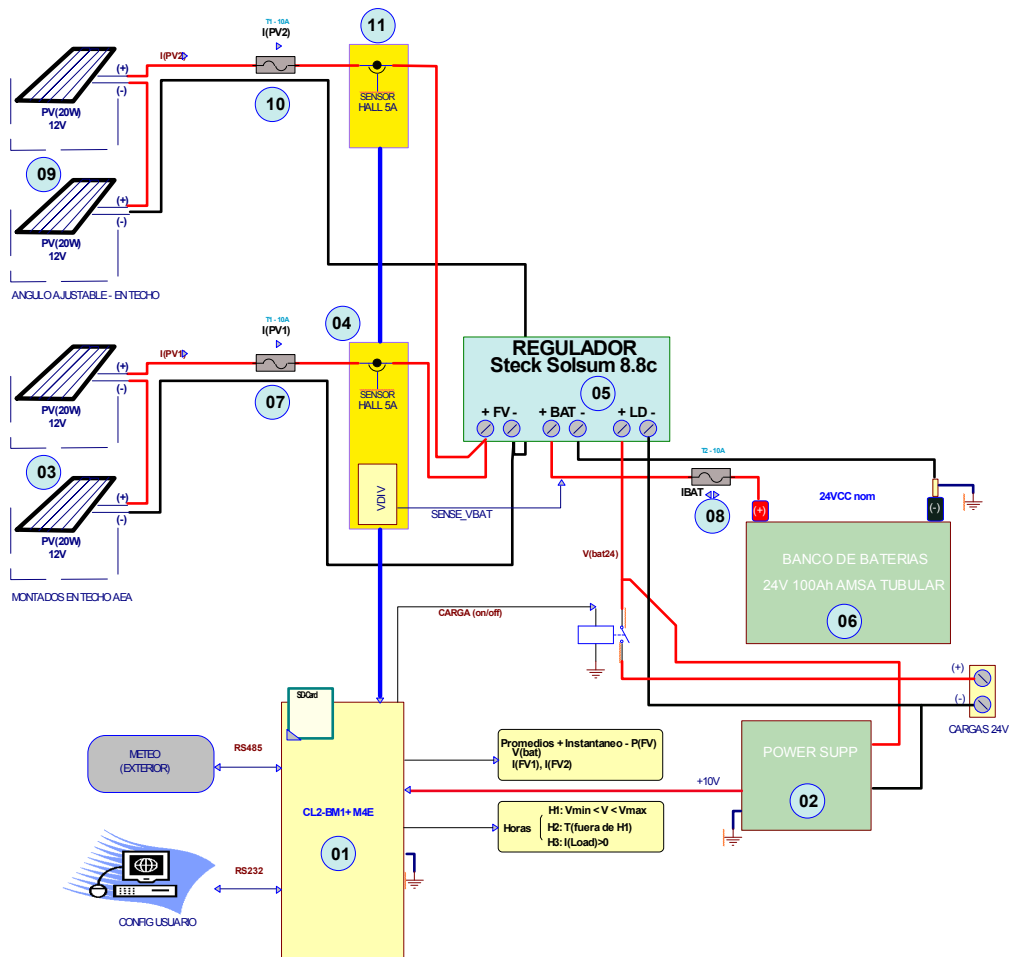 T1 - 10A
I(PV2)
11
I(PV2)
(+)
(-)
PV(20W)
12V
10
SENSOR
HALL 5A
09
(+)
(-)
PV(20W)
12V
ANGULO AJUSTABLE - EN TECHO
T1 - 10A
I(PV1)
04
I(PV1)
(+)
(-)
PV(20W)
12V
07
SENSOR
HALL 5A
REGULADOR
Steck Solsum 8.8c
05
+ FV -
+ BAT -
+ LD -
03
(+)
(-)
PV(20W)
12V
MONTADOS EN TECHO AEA
VDIV
SENSE_VBAT
T2 - 10A
IBAT
08
24VCC nom
(+)
(-)
V(bat24)
BANCO DE BATERIAS
24V 100Ah AMSA TUBULAR
06
CARGA (on/off)
(+)
(-)
CARGAS 24V
SDCard
METEO
(EXTERIOR)
RS485
Promedios + Instantaneo - P(FV)
V(bat)
I(FV1), I(FV2)
POWER SUPP
02
+10V
CL2-BM1+ M4E
01
Horas
H1: Vmin < V < Vmax
H2: T(fuera de H1)
H3: I(Load)>0
RS232
CONFIG USUARIO